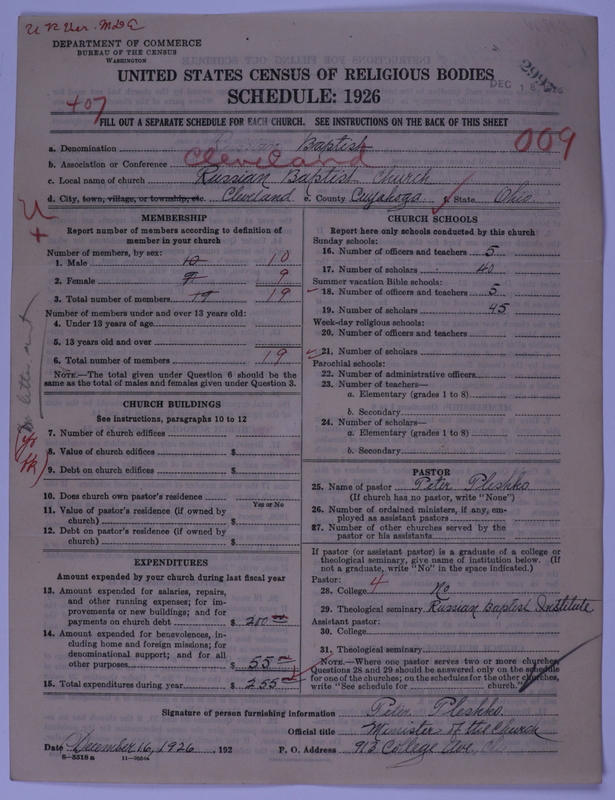 DEPARTMENT OF COMMERCE
BUREAU OF THE CENSUS
WASHINGTON
UNITED STATES CENSUS OF RELIGIOUS BODIES
SCHEDULE: 1926
DEC 18
+07
FILL OUT A SEPARATE SCHEDULE FOR EACH CHURCH. SEE INSTRUCTIONS ON THE BACK OF THIS SHEET
009
a. Denomination Baptist
b. Association or Conference Cleveland
c. Local name of church Russian Baptist Church
d. City, town, village, or township, etc. Cleveland e. County Cuyahoga f. State Ohio
MEMBERSHIP
Report number of members according to definition of
member in your church
Number of members, by sex:
1. Male 10 10
2. Female 9 9
3. Total number of members 19 19
Number of members under and over 13 years old:
4. Under 13 years of age
5. 13 years old and over
6. Total number of members 19
NOTE.—The total given under Question 6 should be
same as the total of males and females given under Question 3.
CHURCH BUILDINGS
See instructions, paragraphs 10 to 12
7. Number of church edifices
8. Value of church edifices $
9. Debt on church edifices $
10. Does church own pastor's residence
Yes or No
11. Value of pastor's residence (if owned by
church) $
12. Debt on pastor's residence (if owned by
church) $
EXPENDITURES
Amount expended by your church during last fiscal year
13. Amount expended for salaries, repairs,
and other running expenses; for im-
provements or new buildings; and for
payments on church debt $ 200 00
14. Amount expended for benevolences, in-
cluding home and foreign missions; for
denominational support; and for all
other purposes $ 55 00
15. Total expenditures during year $ 255 00
CHURCH SCHOOLS
Report here only schools conducted by this church
Sunday schools:
16. Number of officers and teachers 5
17. Number of scholars 40
Summer vacation Bible schools:
18. Number of officers and teachers 5
19. Number of scholars 45
Week-day religious schools:
20. Number of officers and teachers
21. Number of scholars
Parochial schools:
22. Number of administrative officers
23. Number of teachers—
a. Elementary (grades 1 to 8)
b. Secondary
24. Number of scholars—
a. Elementary (grades 1 to 8)
b. Secondary
PASTOR
25. Name of pastor Peter Pleshko
(If church has no pastor, write "None")
26. Number of ordained ministers, if any, em-
ployed as assistant pastors
27. Number of other churches served by the
pastor or his assistants
If pastor (or assistant pastor) is a graduate of a college or
theological seminary, give name of institution below. (If
not a graduate, write "No" in the space indicated.)
Pastor:
28. College 4 No
29. Theological seminary Russian Baptist Institute
Assistant pastor:
30. College
31. Theological seminary
NOTE.—Where one pastor serves two or more churches,
Questions 28 and 29 should be answered only on the schedule
for one of the churches; on the schedules for the other churches,
write "See schedule for church."
Signature of person furnishing information Peter Pleshko
Official title Minister of the Church
Date December 16, 1926, 192 P. O. Address 913 College Ave.
8—5518a